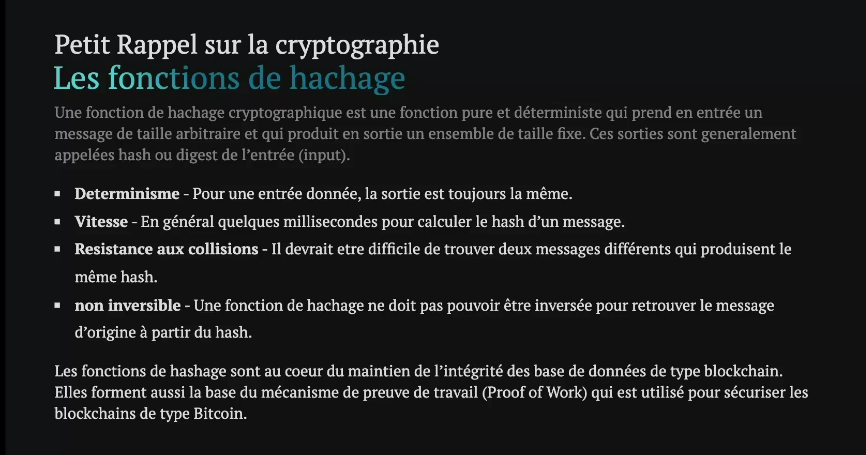 Petit Rappel sur la cryptographie
Les fonctions de hachage
Une fonction de hachage cryptographique est une fonction pure et déterministe qui prend en entrée un
message de taille arbitraire et qui produit en sortie un ensemble de taille fixe. Ces sorties sont generalement
appelées hash ou digest de l'entrée (input).
▪ Determinisme - Pour une entrée donnée, la sortie est toujours la même.
▪ Vitesse - En général quelques millisecondes pour calculer le hash d'un message.
▪ Resistance aux collisions - Il devrait etre difficile de trouver deux messages différents qui produisent le
même hash.
▪ non inversible - Une fonction de hachage ne doit pas pouvoir être inversée pour retrouver le message
d'origine à partir du hash.
Les fonctions de hashage sont au coeur du maintien de l'intégrité des base de données de type blockchain.
Elles forment aussi la base du mécanisme de preuve de travail (Proof of Work) qui est utilisé pour sécuriser les
blockchains de type Bitcoin.